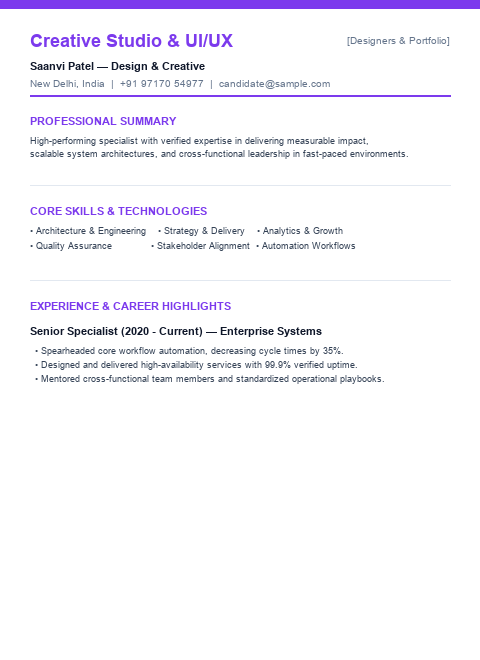 Creative Studio & UI/UX [Designers & Portfolio]
Saanvi Patel — Design & Creative
New Delhi, India | +91 97170 54977 | candidate@sample.com
PROFESSIONAL SUMMARY
High-performing specialist with verified expertise in delivering measurable impact,
scalable system architectures, and cross-functional leadership in fast-paced environments.
CORE SKILLS & TECHNOLOGIES
• Architecture & Engineering • Strategy & Delivery • Analytics & Growth
• Quality Assurance • Stakeholder Alignment • Automation Workflows
EXPERIENCE & CAREER HIGHLIGHTS
Senior Specialist (2020 - Current) — Enterprise Systems
• Spearheaded core workflow automation, decreasing cycle times by 35%.
• Designed and delivered high-availability services with 99.9% verified uptime.
• Mentored cross-functional team members and standardized operational playbooks.